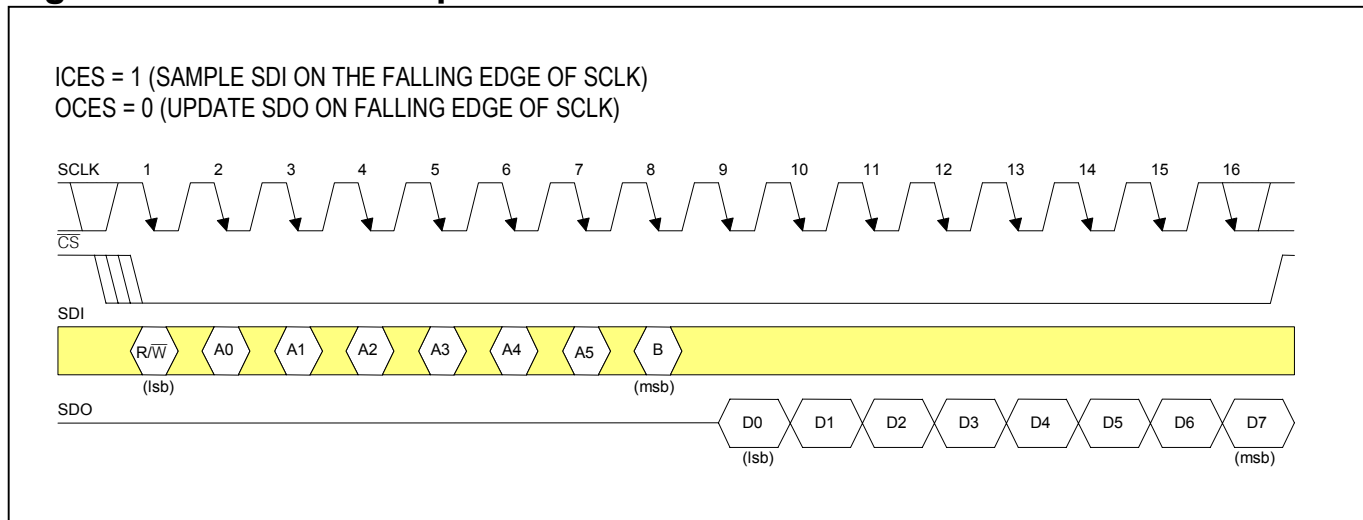 ICES = 1 (SAMPLE SDI ON THE FALLING EDGE OF SCLK)
OCES = 0 (UPDATE SDO ON FALLING EDGE OF SCLK)
SCLK 1 2 3 4 5 6 7 8 9 10 11 12 13 14 15 16
CS
SDI
R/W A0 A1 A2 A3 A4 A5 B
(lsb) (msb)
SDO
D0 D1 D2 D3 D4 D5 D6 D7
(lsb) (msb)